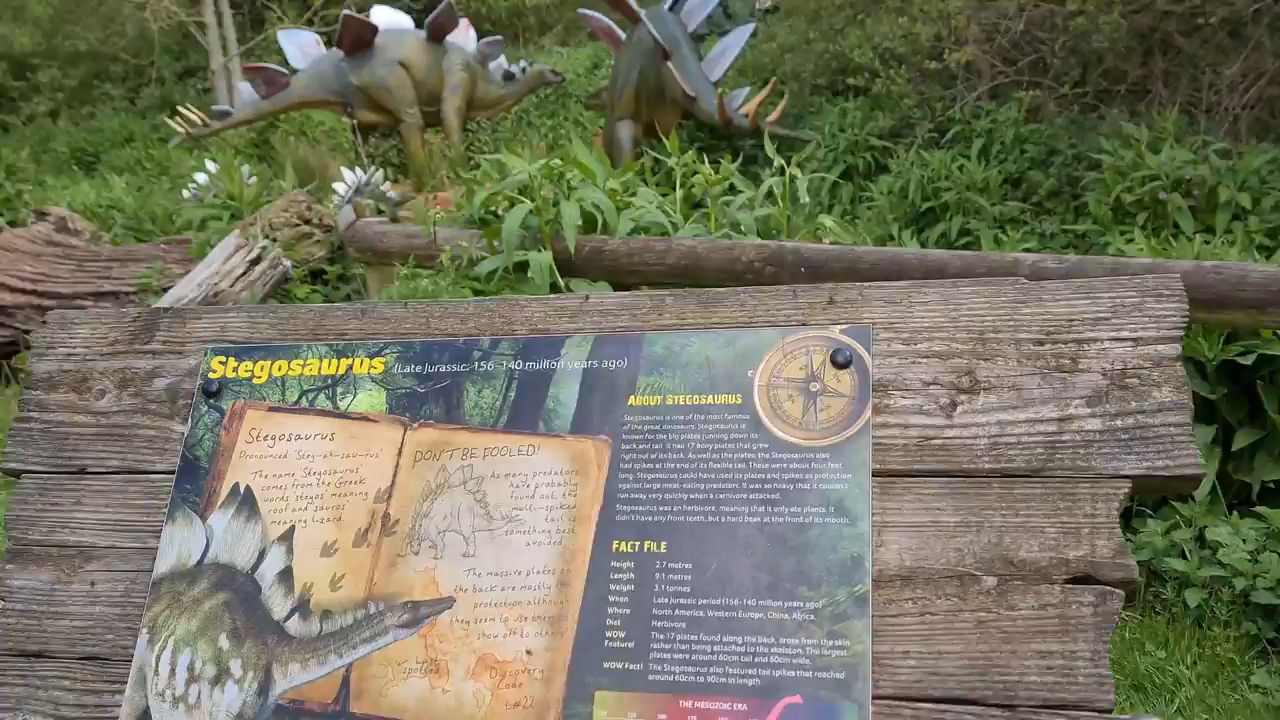 Stegosaurus (Late Jurassic: 156-140 million years ago)
Stegosaurus
Pronounced 'Steg-ah-saw-rus'
The name 'Stegosaurus'
comes from the Greek
words 'stegos' meaning
roof and 'sauros'
meaning lizard.
DON'T BE FOOLED!
As many predators
have probably
found out, the
multi-spiked
tail is
something best
avoided...
The massive plates on
the back are mostly
protection although
they seem to use them
show off to others
Last
spotted
Discovery
Code
L#22
ABOUT STEGOSAURUS
Stegosaurus is one of the most famous
of the great dinosaurs. Stegosaurus is
known for the big plates running down its
back and tail. It had 17 bony plates that grew
right out of its back. As well as the plates, the Stegosaurus also
had spikes at the end of its flexible tail. These were about four feet
long. Stegosaurus could have used its plates and spikes as protection
against large meat-eating predators. It was so heavy that it couldn't
run away very quickly when a carnivore attacked.
Stegosaurus was an herbivore, meaning that it only ate plants. It
didn't have any front teeth, but a hard beak at the front of its mouth.
FACT FILE
Height 2.7 metres
Length 9.1 metres
Weight 3.1 tonnes
When Late Jurassic period (156-140 million years ago)
Where North America, Western Europe, China, Africa.
Diet Herbivore
WOW Feature! The 17 plates found along the back, arose from the skin
rather than being attached to the skeleton. The largest
plates were around 60cm tall and 60cm wide.
WOW Fact! The Stegosaurus also featured tail spikes that reached
around 60cm to 90cm in length.
THE MESOZOIC ERA